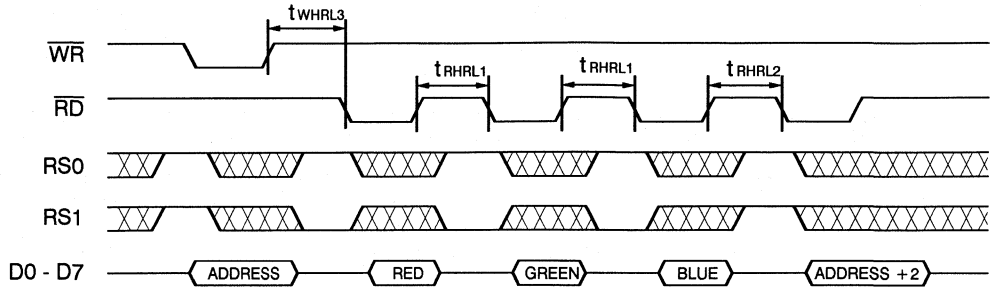 tWHRL3
WR
tRHRL1 tRHRL1 tRHRL2
RD
RS0
RS1
D0 - D7 ADDRESS RED GREEN BLUE ADDRESS +2